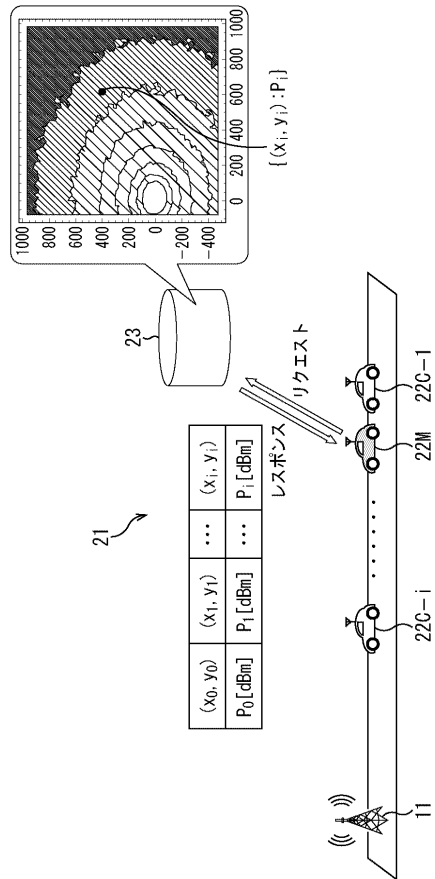 1000
800
600
400
200
0
-200
-400
0 200 400 600 800 1000
{(xi, yi):Pi}
23
21
リクエスト
レスポンス
(x0, y0) (x1, y1) ・・・ (xi, yi)
P0[dBm] P1[dBm] ・・・ Pi[dBm]
・・・・・・・
11
22C-i
22M
22C-1